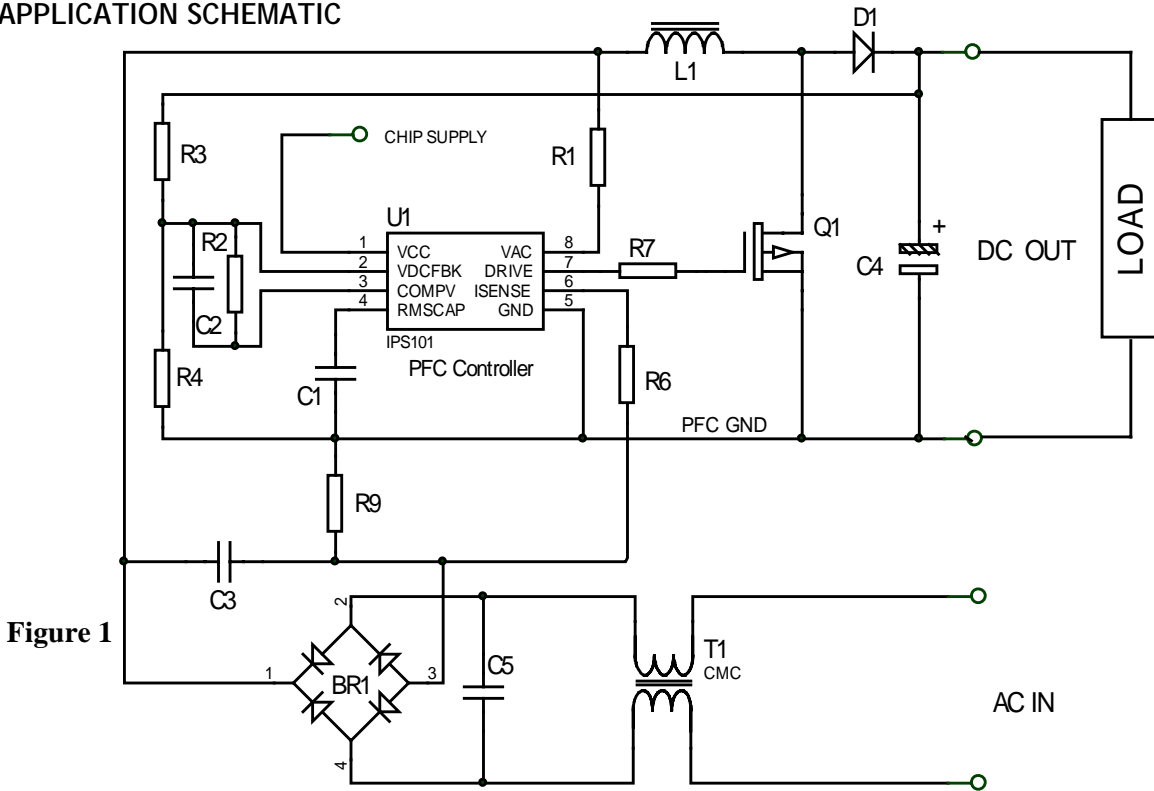 APPLICATION SCHEMATIC
D1
L1
CHIP SUPPLY
R3
R1
LOAD
U1
R2
1 VCC VAC 8
2 VDCFBK DRIVE 7
3 COMPV ISENSE 6
4 RMSCAP GND 5
R7
Q1
+
C4
DC OUT
C2
IPS101
PFC Controller
R4
C1
R6
PFC GND
R9
C3
Figure 1
2
1
BR1
3
4
C5
T1
CMC
AC IN